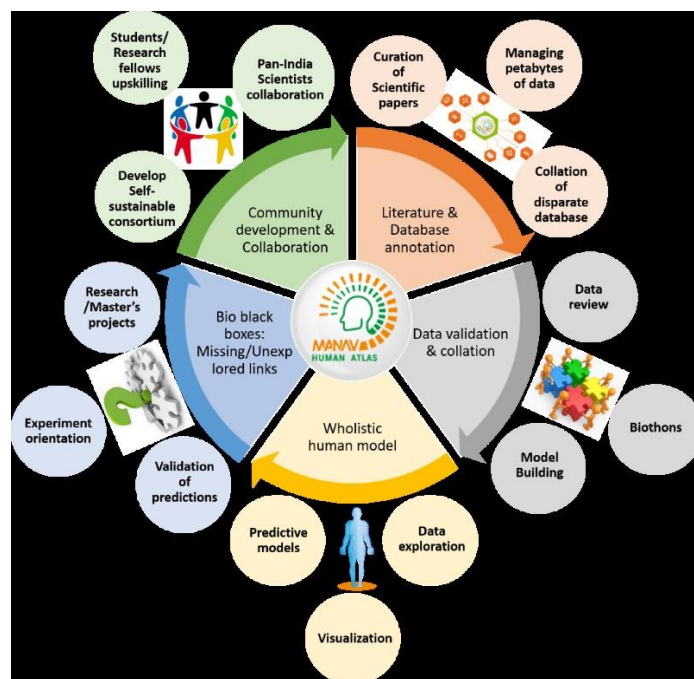 Students/
Research
fellows
upskilling
Pan-India
Scientists
collaboration
Develop
Self-
sustainable
consortium
Community
development &
Collaboration
Curation
of
Scientific
papers
Managing
petabytes
of data
Collation
of
disparate
database
Literature &
Database
annotation
Data
review
Biothons
Model
Building
Data validation
& collation
MANAV
HUMAN ATLAS
Wholistic
human model
Predictive
models
Data
exploration
Visualization
Bio black
boxes:
Missing/Unexp
lored links
Research
/Master's
projects
Experiment
orientation
Validation
of
predictions